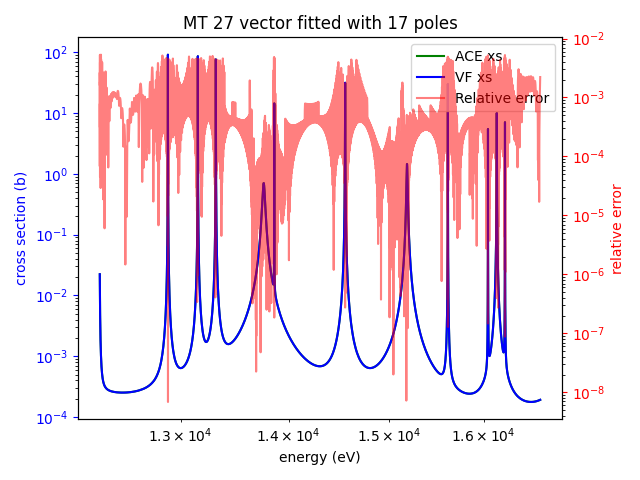 MT 27 vector fitted with 17 poles
ACE xs
VF xs
Relative error
cross section (b)
10² 10¹ 10⁰ 10⁻¹ 10⁻² 10⁻³ 10⁻⁴
10⁻² 10⁻³ 10⁻⁴ 10⁻⁵ 10⁻⁶ 10⁻⁷ 10⁻⁸
relative error
1.3 × 10⁴ 1.4 × 10⁴ 1.5 × 10⁴ 1.6 × 10⁴
energy (eV)